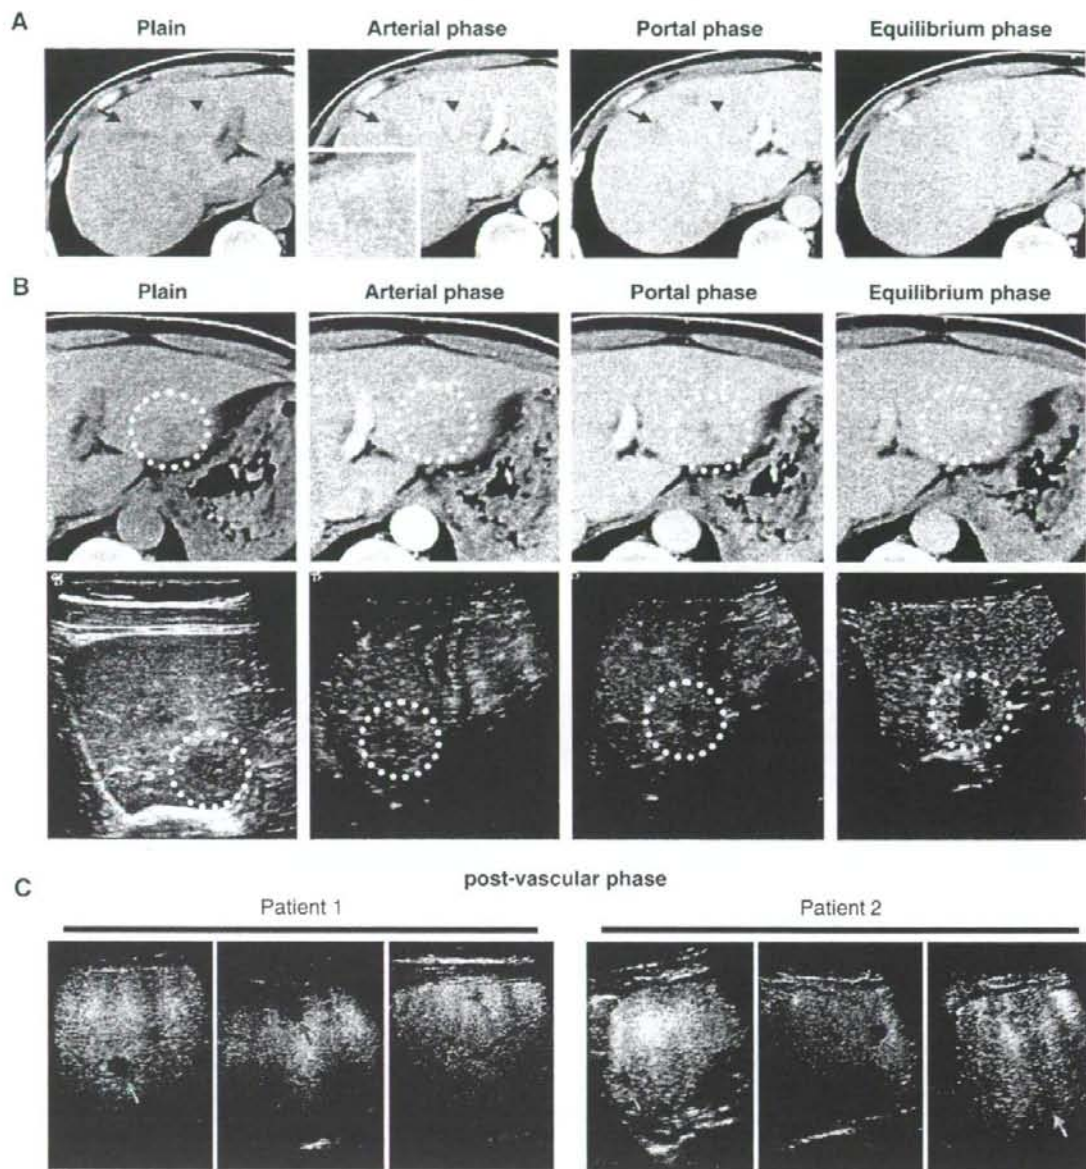 A
Plain Arterial phase Portal phase Equilibrium phase
B
Plain Arterial phase Portal phase Equilibrium phase
C
post-vascular phase
Patient 1 Patient 2